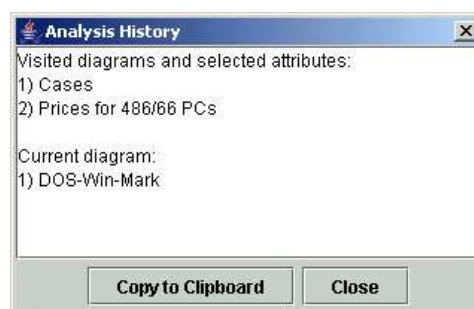 Analysis History
Visited diagrams and selected attributes:
1) Cases
2) Prices for 486/66 PCs
Current diagram:
1) DOS-Win-Mark
Copy to Clipboard Close